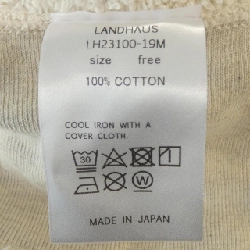 LANDHAUS
LH23100-19M
size free
100% COTTON
COOL IRON WITH A
COVER CLOTH.
30
W
MADE IN JAPAN